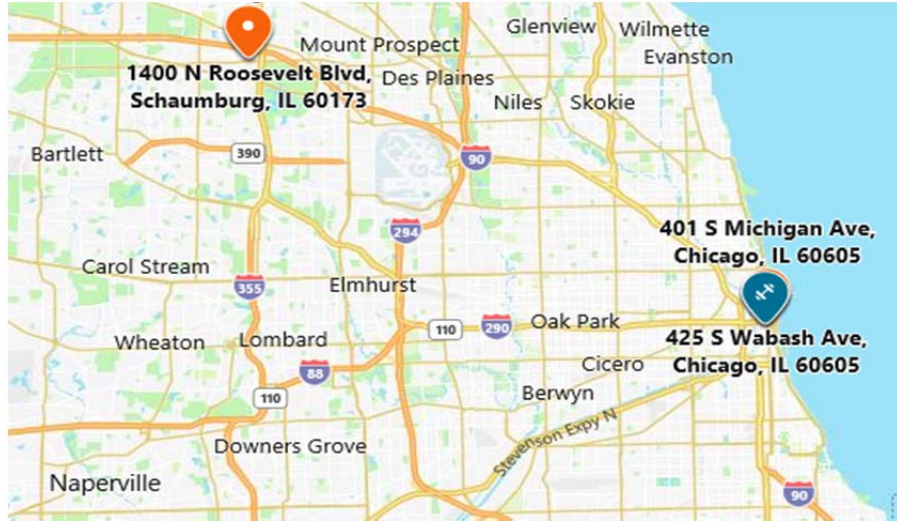 Glenview
Wilmette
Mount Prospect
Evanston
1400 N Roosevelt Blvd,
Schaumburg, IL 60173
Des Plaines
Niles
Skokie
Bartlett
390
90
294
401 S Michigan Ave,
Chicago, IL 60605
Carol Stream
355
Elmhurst
110
290
Oak Park
425 S Wabash Ave,
Chicago, IL 60605
Wheaton
Lombard
88
Cicero
110
Berwyn
Stevenson Expy N
Downers Grove
Naperville
90